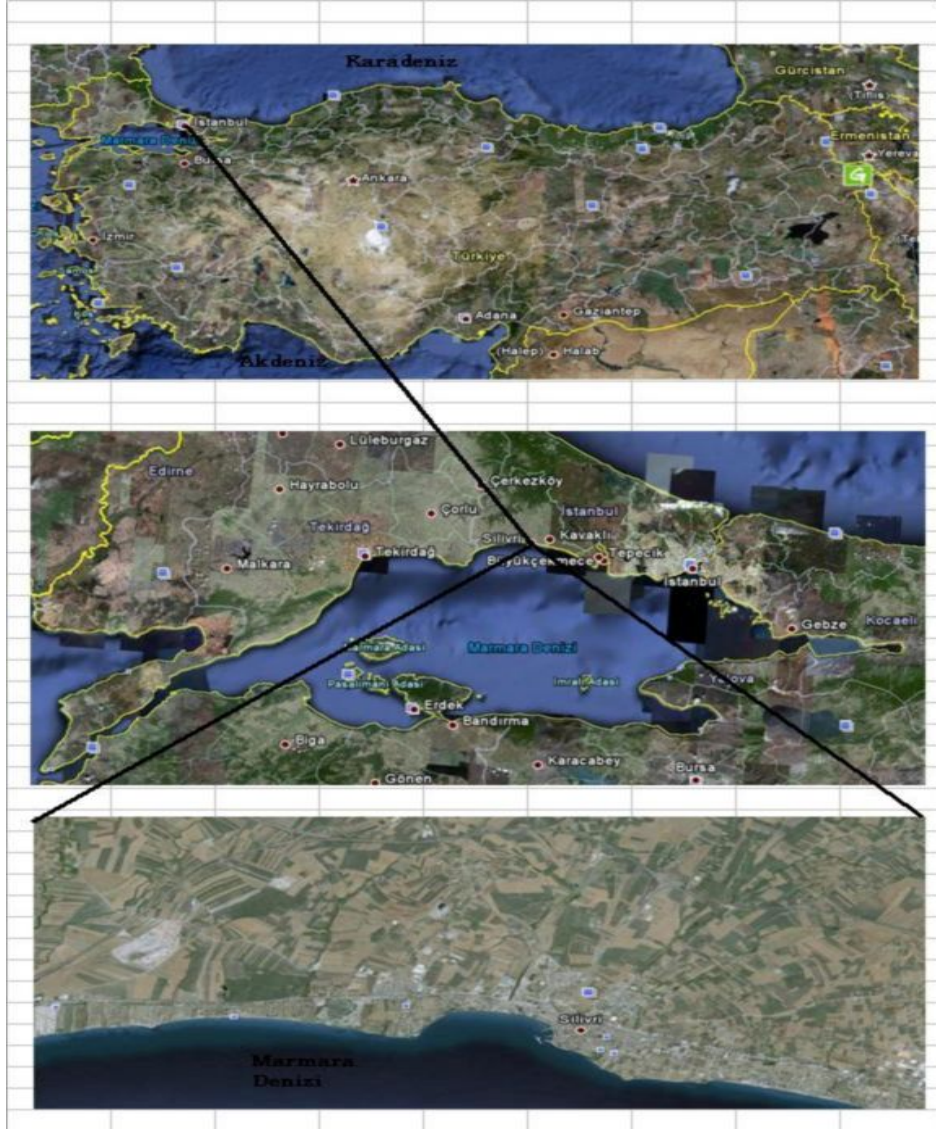 Karadeniz
Gürcistan
(Tiflis)
İstanbul
Ermenistan
Marmara Deniz
Bursa
Yereva
Ankara
G
İzmir
Türkiye
Adana
Gaziantep
Akdeniz
(Halep) Halab
Lüleburgaz
Edirne
Hayrabolu
Çerkezköy
Çorlu
İstanbul
Tekirdağ
Silivri
Kavaklı
Tekirdağ
Tepecik
Malkara
Büyükçekmece
İstanbul
Gebze
Kocaeli
Marmara Adası
Marmara Denizi
Paşalimanı Adası
İmralı Adası
Yalova
Erdek
Bandırma
Biga
Karacabey
Bursa
Gönen
Silivri
Marmara
Denizi